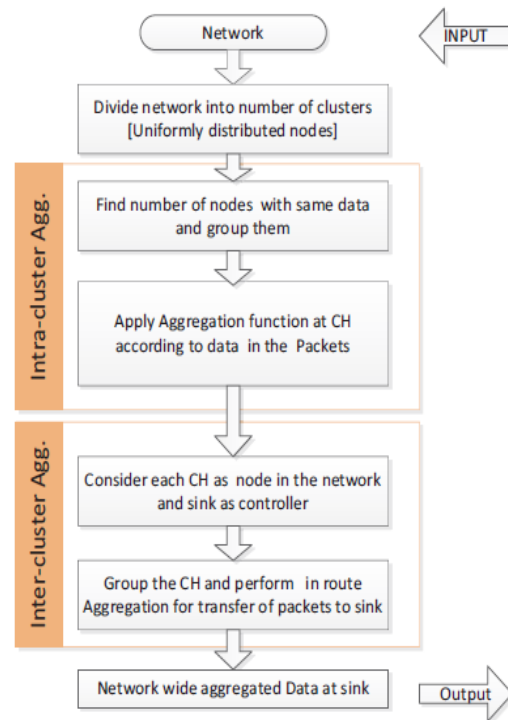 Network
INPUT
Divide network into number of clusters
[Uniformly distributed nodes]
Intra-cluster Agg.
Find number of nodes with same data
and group them
Apply Aggregation function at CH
according to data in the Packets
Inter-cluster Agg.
Consider each CH as node in the network
and sink as controller
Group the CH and perform in route
Aggregation for transfer of packets to sink
Network wide aggregated Data at sink
Output